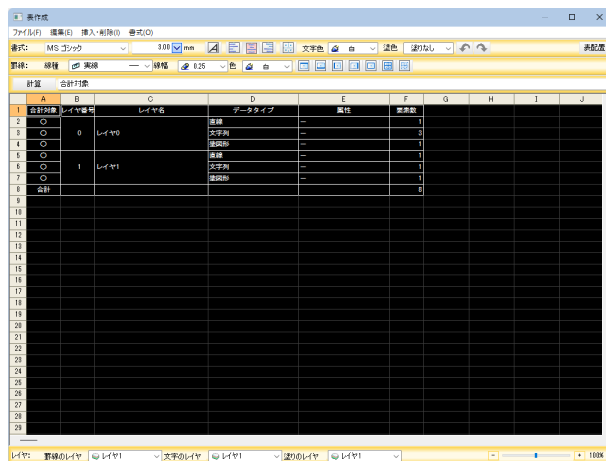 表作成
ファイル(F) 編集(E) 挿入・削除(I) 書式(O)
書式: MS ゴシック 3.00 mm 文字色 白 塗色 塗りなし 表配置
罫線: 線種 実線 線幅 0.25 色 白
計算 合計対象
A B C D E F G H I J
1 合計対象 レイヤ番号 レイヤ名 データタイプ 属性 要素数
2 ○ 直線 － 1
3 ○ 0 レイヤ0 文字列 － 3
4 ○ 塗図形 － 1
5 ○ 直線 － 1
6 ○ 1 レイヤ1 文字列 － 1
7 ○ 塗図形 － 1
8 合計 8
9
10
11
12
13
14
15
16
17
18
19
20
21
22
23
24
25
26
27
28
29
レイヤ: 罫線のレイヤ レイヤ1 文字のレイヤ レイヤ1 塗りのレイヤ レイヤ1 - + 100%